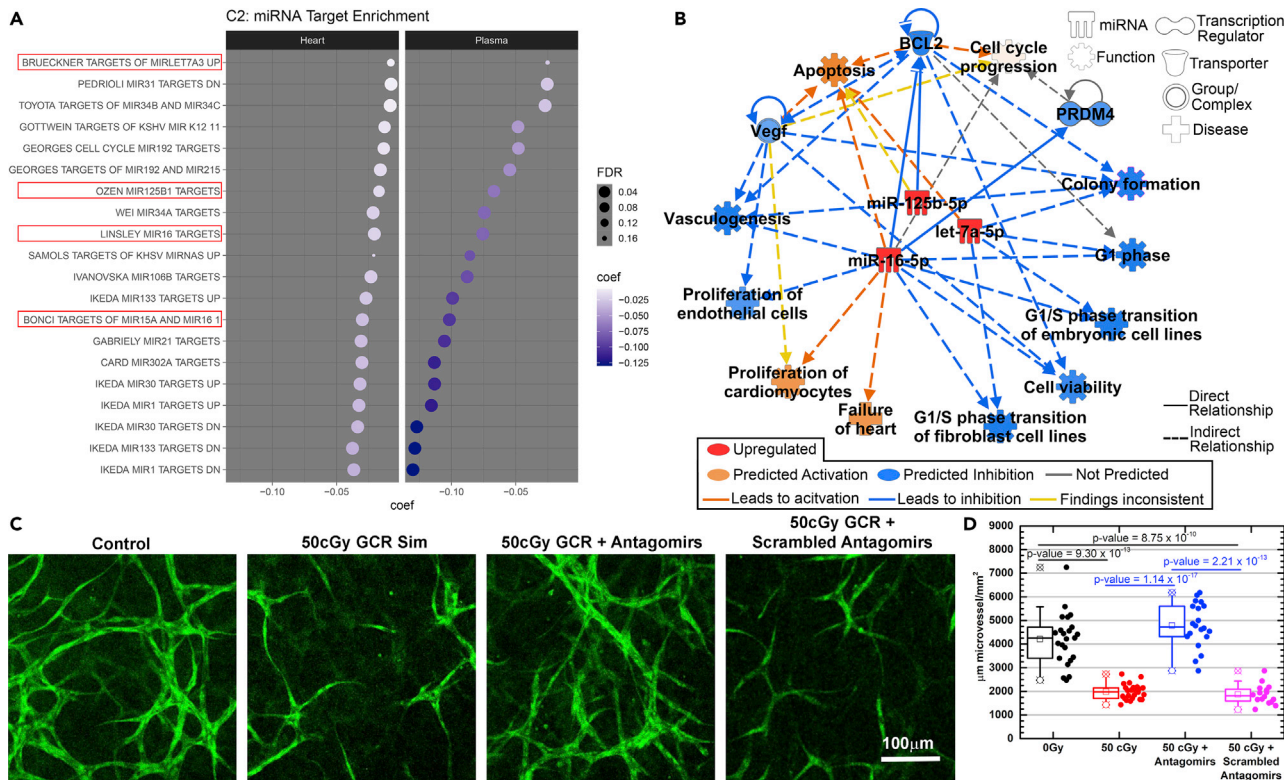 A
C2: miRNA Target Enrichment
Heart
Plasma
BRUECKNER TARGETS OF MIRLET7A3 UP
PEDRIOLI MIR31 TARGETS DN
TOYOTA TARGETS OF MIR34B AND MIR34C
GOTTWEIN TARGETS OF KSHV MIR K12 11
GEORGES CELL CYCLE MIR192 TARGETS
GEORGES TARGETS OF MIR192 AND MIR215
OZEN MIR125B1 TARGETS
WEI MIR34A TARGETS
LINSLEY MIR16 TARGETS
SAMOLS TARGETS OF KHSV MIRNAS UP
IVANOVSKA MIR106B TARGETS
IKEDA MIR133 TARGETS UP
BONCI TARGETS OF MIR15A AND MIR16 1
GABRIELY MIR21 TARGETS
CARD MIR302A TARGETS
IKEDA MIR30 TARGETS UP
IKEDA MIR1 TARGETS UP
IKEDA MIR30 TARGETS DN
IKEDA MIR133 TARGETS DN
IKEDA MIR1 TARGETS DN
−0.10
−0.05
−0.10
−0.05
coef
FDR
0.04
0.08
0.12
0.16
coef
−0.025
−0.050
−0.075
−0.100
−0.125
B
BCL2
Cell cycle
progression
Apoptosis
Vegf
PRDM4
miR-125b-5p
Colony formation
Vasculogenesis
let-7a-5p
miR-16-5p
G1 phase
Proliferation of
endothelial cells
G1/S phase transition
of embryonic cell lines
Proliferation of
cardiomyocytes
Cell viability
Failure
of heart
G1/S phase transition
of fibroblast cell lines
miRNA
Transcription
Regulator
Function
Transporter
Group/
Complex
Disease
Direct
Relationship
Indirect
Relationship
Upregulated
Predicted Activation
Predicted Inhibition
Not Predicted
Leads to acitvation
Leads to inhibition
Findings inconsistent
C
Control
50cGy GCR Sim
50cGy GCR + Antagomirs
50cGy GCR +
Scrambled Antagomirs
100μm
D
μm microvessel/mm²
9000
8000
7000
6000
5000
4000
3000
2000
1000
0
p-value = 8.75 x 10⁻¹⁰
p-value = 9.30 x 10⁻¹³
p-value = 2.21 x 10⁻¹³
p-value = 1.14 x 10⁻¹⁷
0Gy
50 cGy
50 cGy +
Antagomirs
50 cGy +
Scrambled
Antagomirs